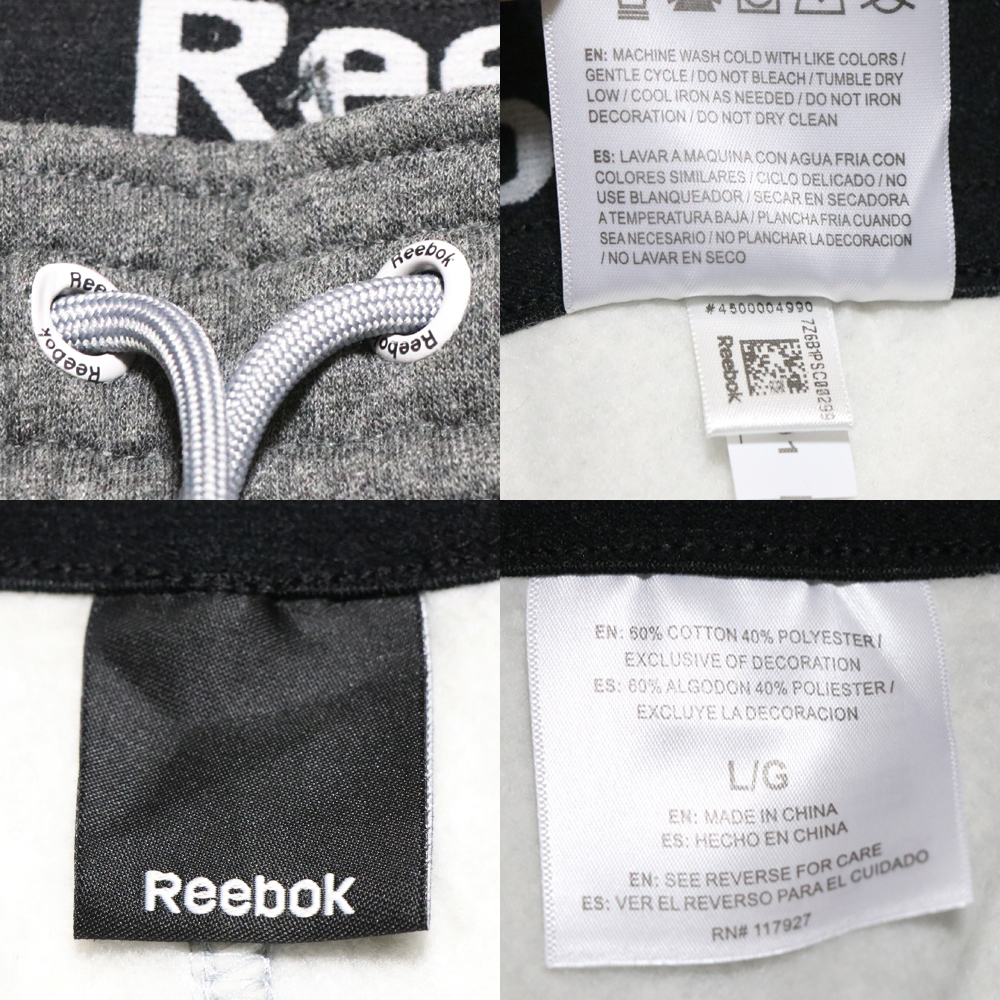 Ree
Reebok
Ree
Reebok
Reebok
EN: MACHINE WASH COLD WITH LIKE COLORS /
GENTLE CYCLE / DO NOT BLEACH / TUMBLE DRY
LOW / COOL IRON AS NEEDED / DO NOT IRON
DECORATION / DO NOT DRY CLEAN
ES: LAVAR A MAQUINA CON AGUA FRIA CON
COLORES SIMILARES / CICLO DELICADO / NO
USE BLANQUEADOR / SECAR EN SECADORA
A TEMPERATURA BAJA / PLANCHA FRIA CUANDO
SEA NECESARIO / NO PLANCHAR LA DECORACION
/ NO LAVAR EN SECO
#4500004990
Reebok
Reebok
EN: 60% COTTON 40% POLYESTER /
EXCLUSIVE OF DECORATION
ES: 60% ALGODON 40% POLIESTER /
EXCLUYE LA DECORACION
L/G
EN: MADE IN CHINA
ES: HECHO EN CHINA
EN: SEE REVERSE FOR CARE
ES: VER EL REVERSO PARA EL CUIDADO
RN# 117927